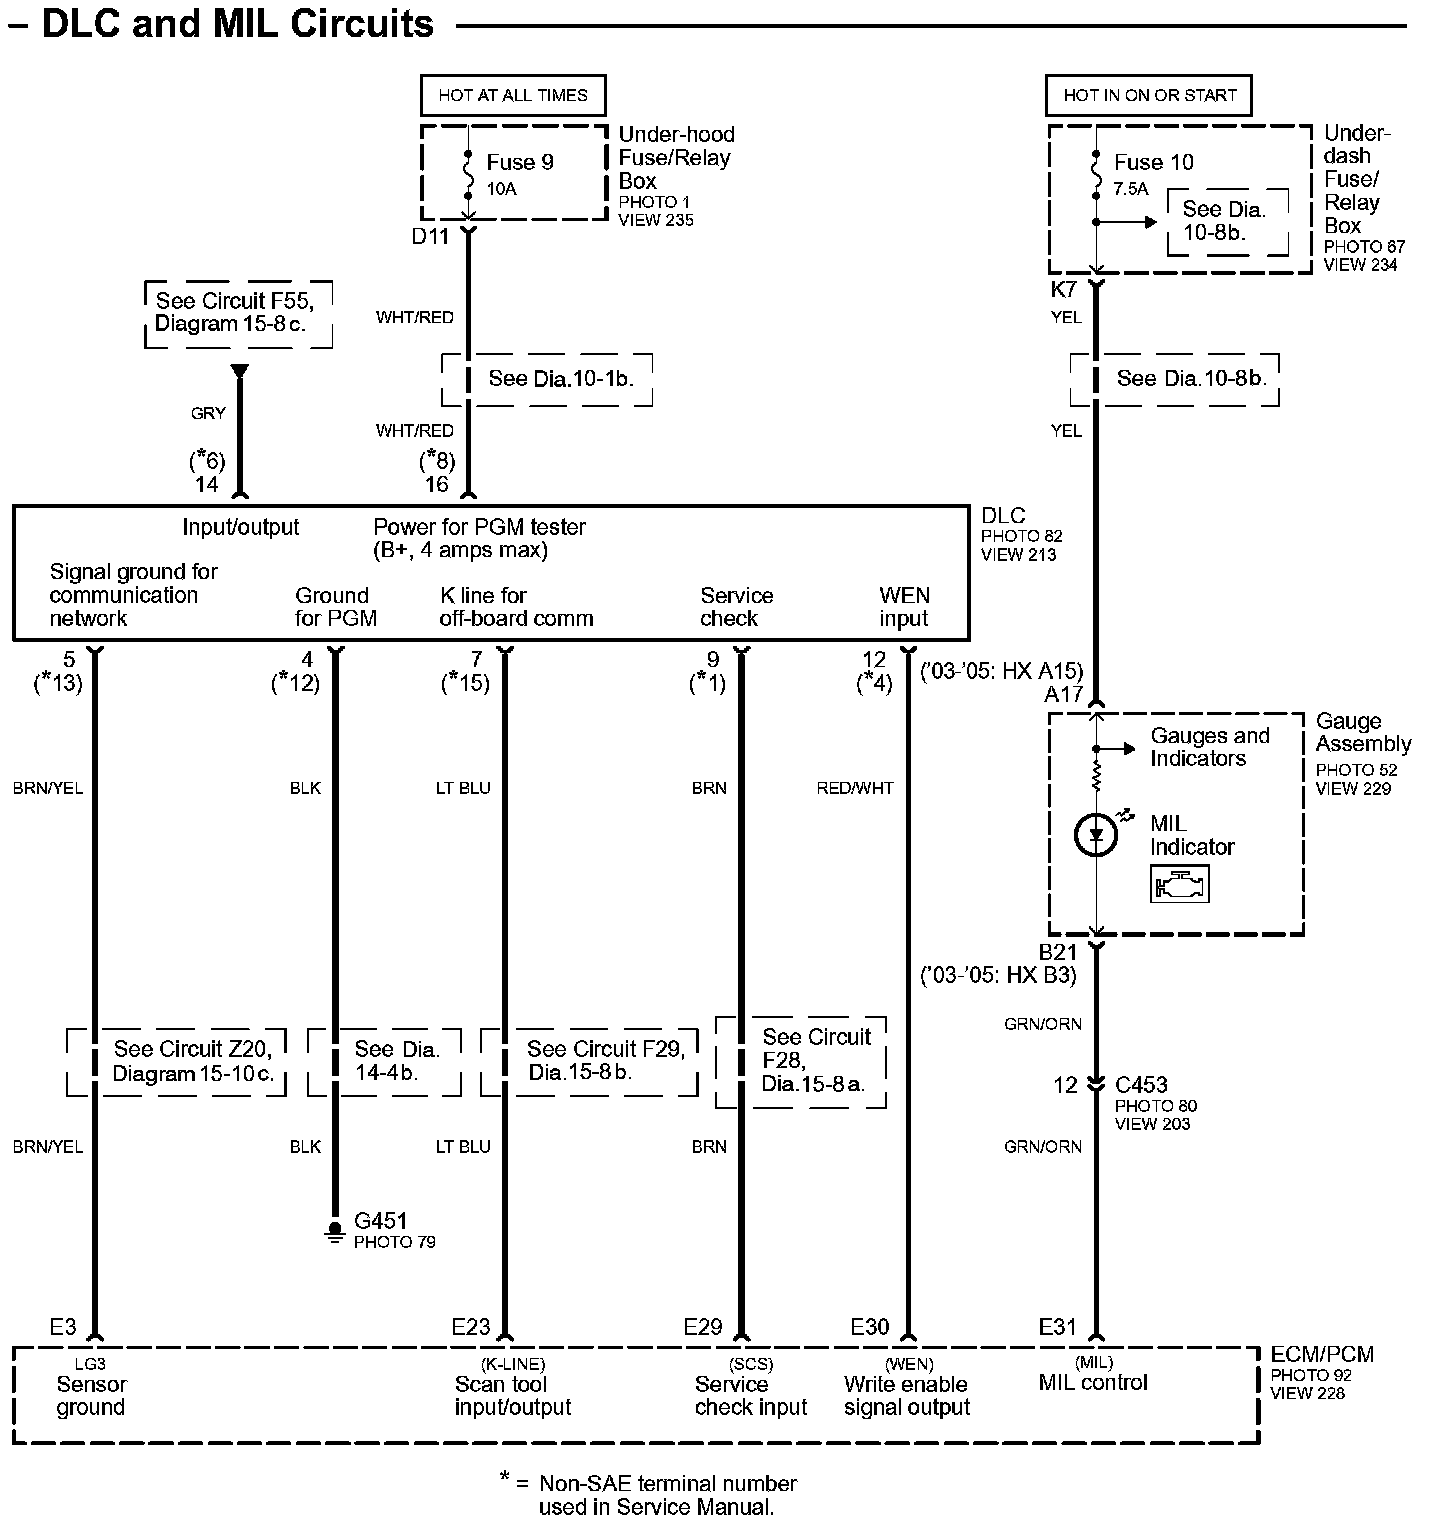 – DLC and MIL Circuits
HOT AT ALL TIMES
HOT IN ON OR START
Fuse 9
10A
Under-hood
Fuse/Relay
Box
PHOTO 1
VIEW 235
D11
Fuse 10
7.5A
See Dia.
10-8b.
Under-
dash
Fuse/
Relay
Box
PHOTO 67
VIEW 234
K7
YEL
See Circuit F55,
Diagram 15-8c.
WHT/RED
See Dia.10-1b.
See Dia.10-8b.
GRY
WHT/RED
YEL
(*6)
14
(*8)
16
Input/output
Power for PGM tester
(B+, 4 amps max)
DLC
PHOTO 82
VIEW 213
Signal ground for
communication
network
Ground
for PGM
K line for
off-board comm
Service
check
WEN
input
5
(*13)
4
(*12)
7
(*15)
9
(*1)
12
(*4)
('03-'05: HX A15)
A17
Gauges and
Indicators
Gauge
Assembly
PHOTO 52
VIEW 229
BRN/YEL
BLK
LT BLU
BRN
RED/WHT
MIL
Indicator
B21
('03-'05: HX B3)
GRN/ORN
See Circuit Z20,
Diagram 15-10c.
See Dia.
14-4b.
See Circuit F29,
Dia.15-8b.
See Circuit
F28,
Dia.15-8a.
12
C453
PHOTO 80
VIEW 203
BRN/YEL
BLK
LT BLU
BRN
GRN/ORN
G451
PHOTO 79
E3
E23
E29
E30
E31
LG3
Sensor
ground
(K-LINE)
Scan tool
input/output
(SCS)
Service
check input
(WEN)
Write enable
signal output
(MIL)
MIL control
ECM/PCM
PHOTO 92
VIEW 228
* = Non-SAE terminal number
used in Service Manual.